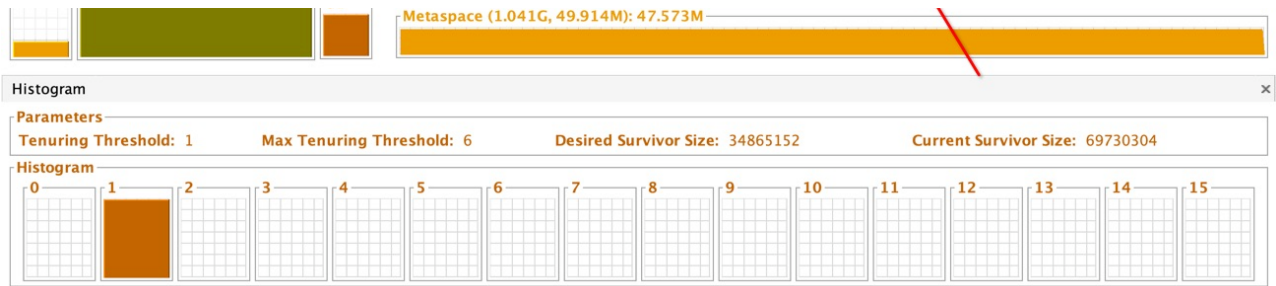 Metaspace (1.041G, 49.914M): 47.573M
Histogram ×
Parameters
Tenuring Threshold: 1 Max Tenuring Threshold: 6 Desired Survivor Size: 34865152 Current Survivor Size: 69730304
Histogram
0 1 2 3 4 5 6 7 8 9 10 11 12 13 14 15